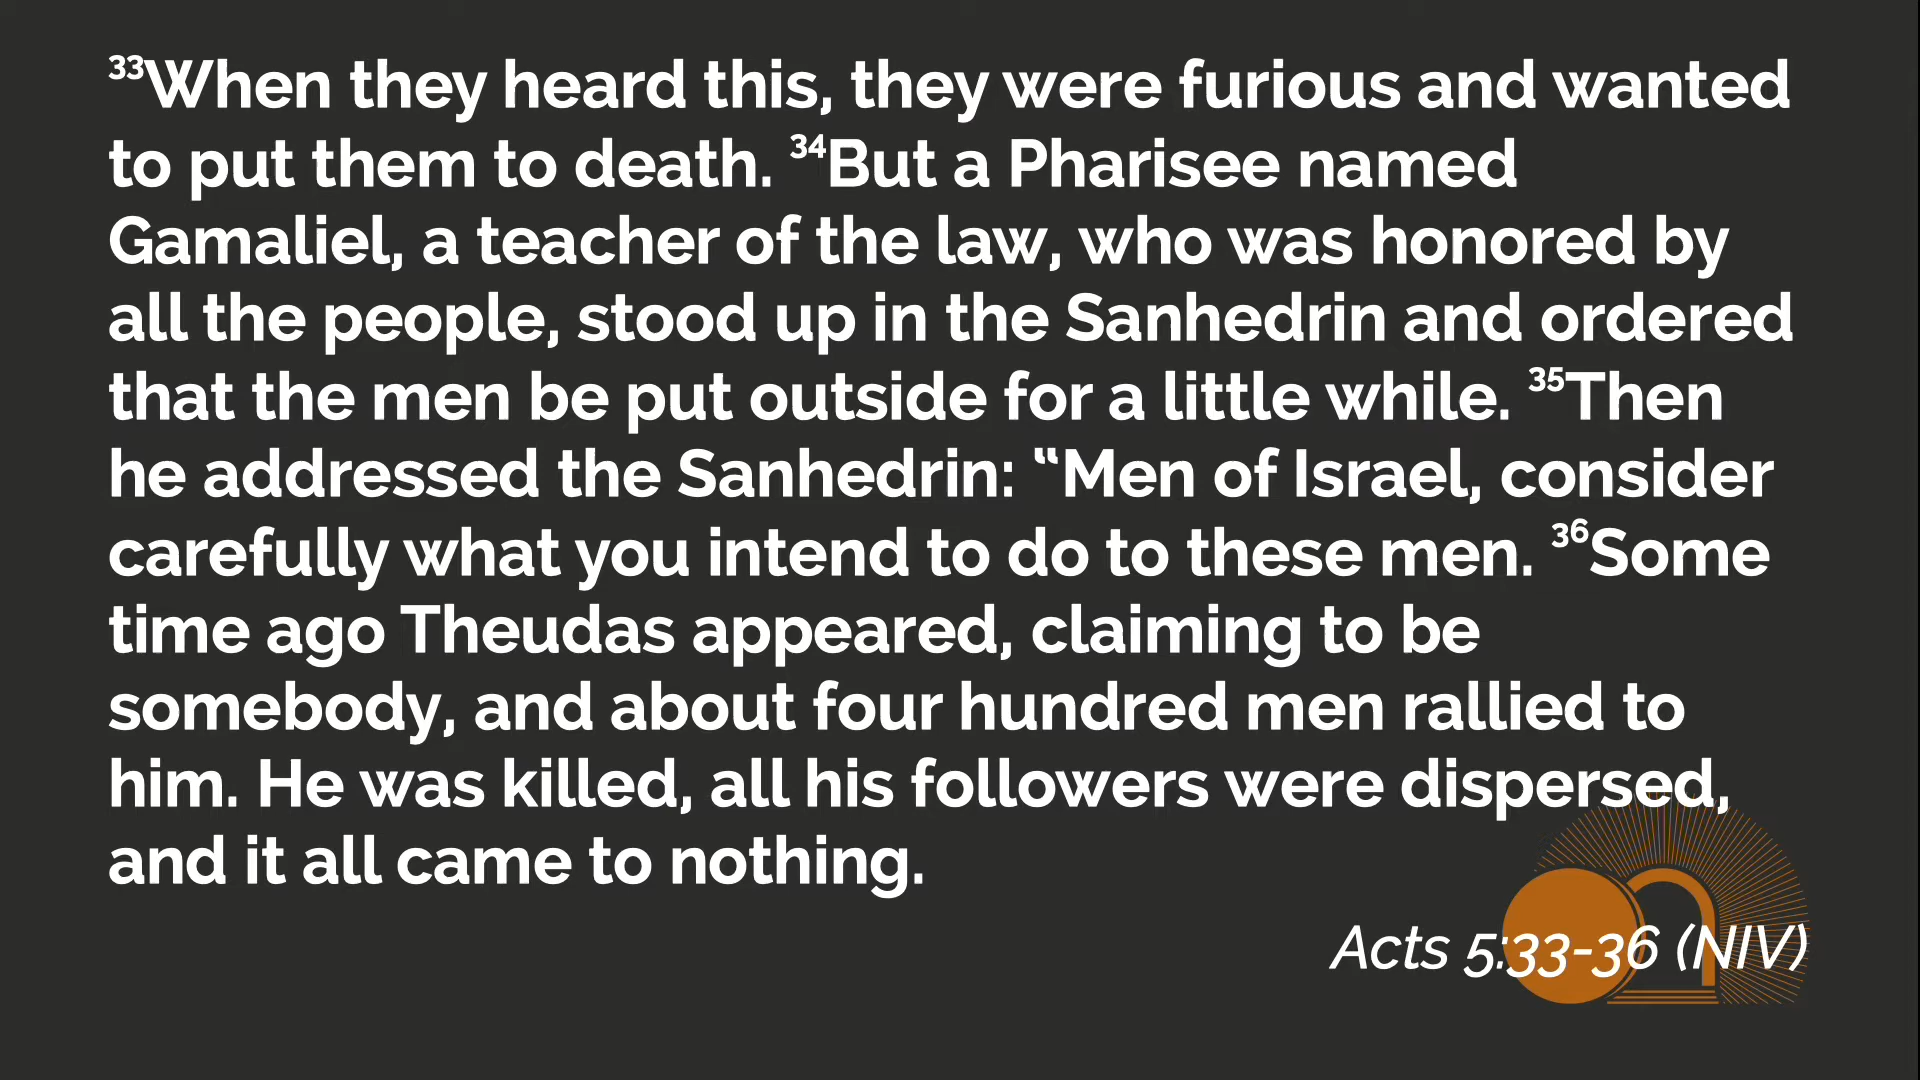 ³³When they heard this, they were furious and wanted
to put them to death. ³⁴But a Pharisee named
Gamaliel, a teacher of the law, who was honored by
all the people, stood up in the Sanhedrin and ordered
that the men be put outside for a little while. ³⁵Then
he addressed the Sanhedrin: “Men of Israel, consider
carefully what you intend to do to these men. ³⁶Some
time ago Theudas appeared, claiming to be
somebody, and about four hundred men rallied to
him. He was killed, all his followers were dispersed,
and it all came to nothing.
Acts 5:33-36 (NIV)